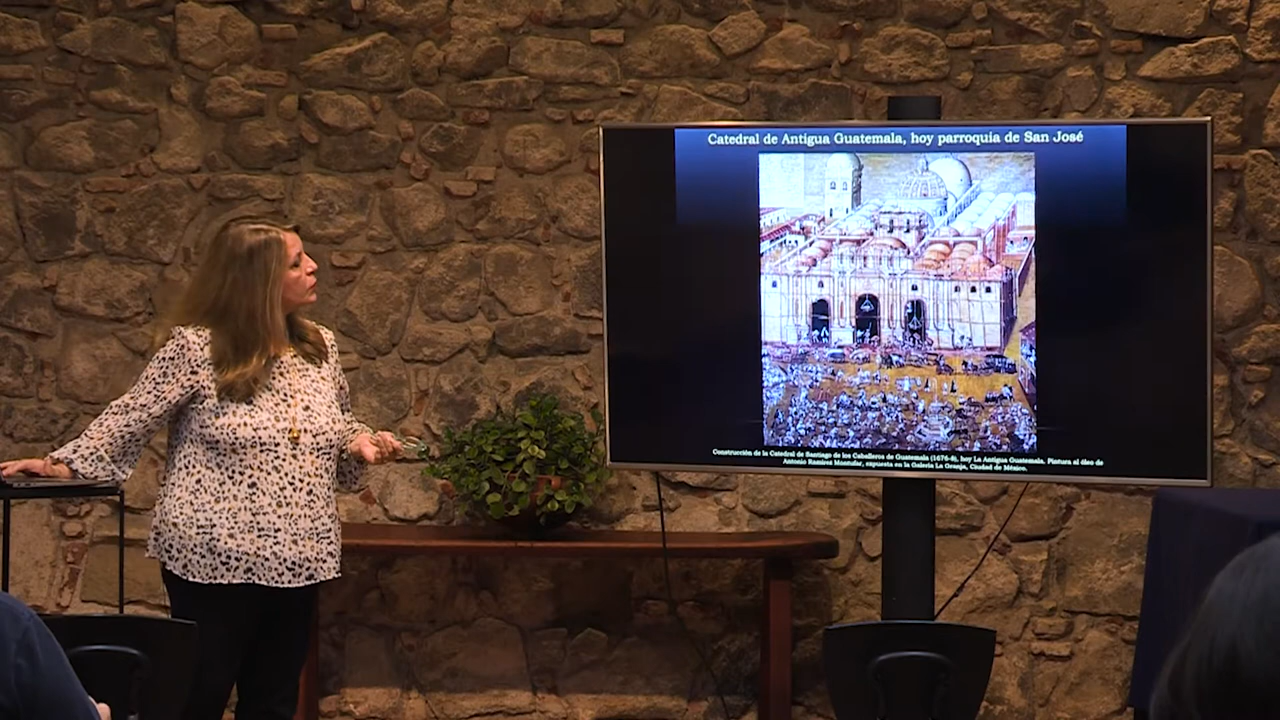 Catedral de Antigua Guatemala, hoy parroquia de San José
Construcción de la Catedral de Santiago de los Caballeros de Guatemala (1676-8), hoy La Antigua Guatemala. Pintura al óleo de
Antonio Ramírez Montufar, expuesta en la Galería La Granja, Ciudad de México.